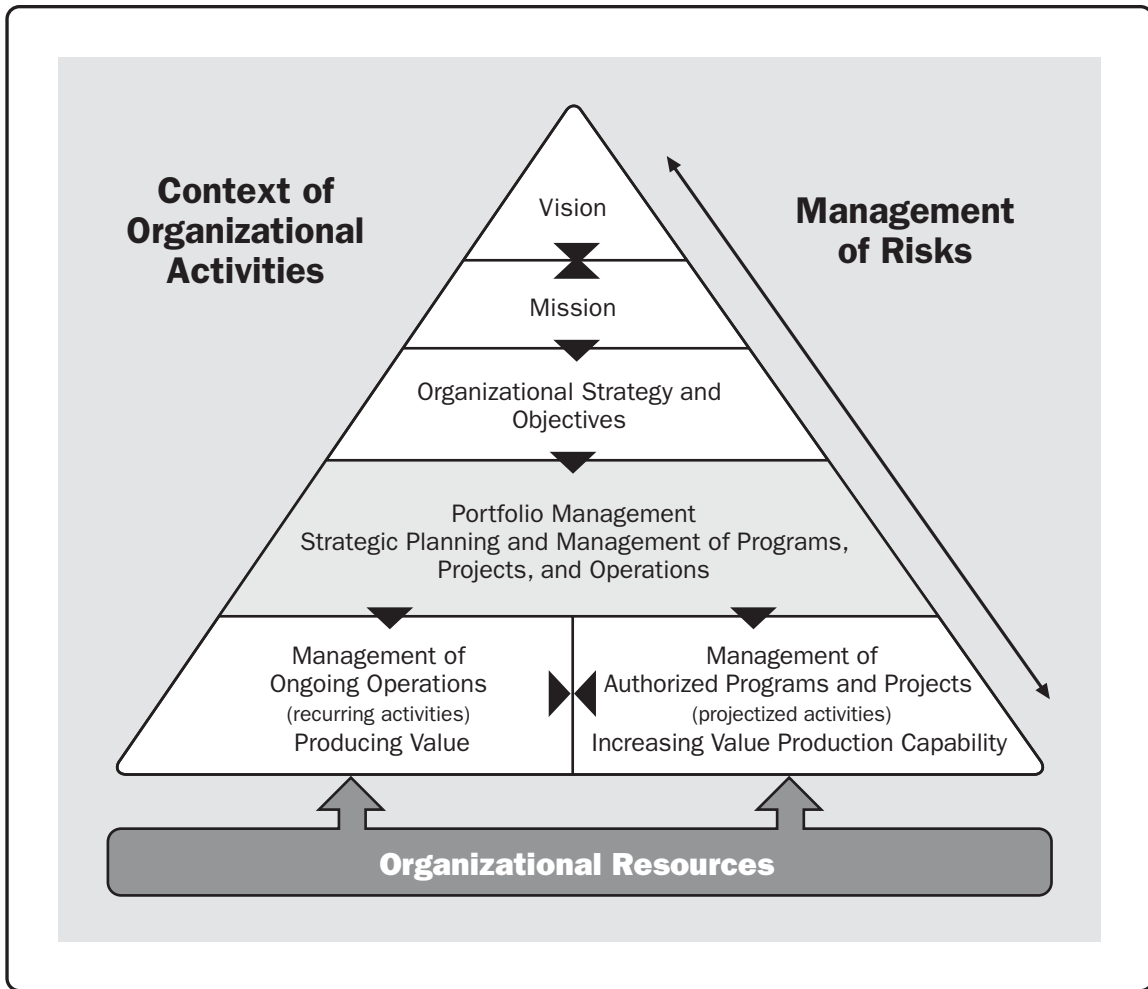 Context of
Organizational
Activities
Management
of Risks
Vision
Mission
Organizational Strategy and
Objectives
Portfolio Management
Strategic Planning and Management of Programs,
Projects, and Operations
Management of
Ongoing Operations
(recurring activities)
Producing Value
Management of
Authorized Programs and Projects
(projectized activities)
Increasing Value Production Capability
Organizational Resources